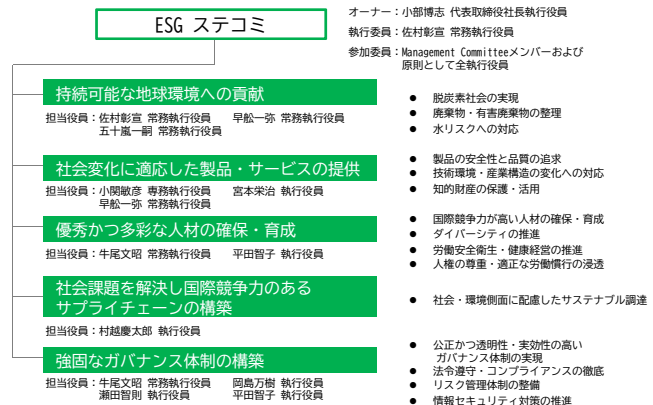 ESG ステコミ
オーナー：小部博志 代表取締役社長執行役員
執行委員：佐村彰宣 常務執行役員
参加委員：Management Committeeメンバーおよび
原則として全執行役員
持続可能な地球環境への貢献
担当役員：佐村彰宣 常務執行役員 早舩一弥 常務執行役員
五十嵐一嗣 常務執行役員
● 脱炭素社会の実現
● 廃棄物・有害廃棄物の整理
● 水リスクへの対応
社会変化に適応した製品・サービスの提供
担当役員：小関敏彦 専務執行役員 宮本栄治 執行役員
早舩一弥 常務執行役員
● 製品の安全性と品質の追求
● 技術環境・産業構造の変化への対応
● 知的財産の保護・活用
優秀かつ多彩な人材の確保・育成
担当役員：牛尾文昭 常務執行役員 平田智子 執行役員
● 国際競争力が高い人材の確保・育成
● ダイバーシティの推進
● 労働安全衛生・健康経営の推進
● 人権の尊重・適正な労働慣行の浸透
社会課題を解決し国際競争力のある
サプライチェーンの構築
担当役員：村越慶太郎 執行役員
● 社会・環境側面に配慮したサステナブル調達
強固なガバナンス体制の構築
担当役員：牛尾文昭 常務執行役員 岡島万樹 執行役員
瀬田智則 執行役員 平田智子 執行役員
● 公正かつ透明性・実効性の高い
ガバナンス体制の実現
● 法令遵守・コンプライアンスの徹底
● リスク管理体制の整備
● 情報セキュリティ対策の推進